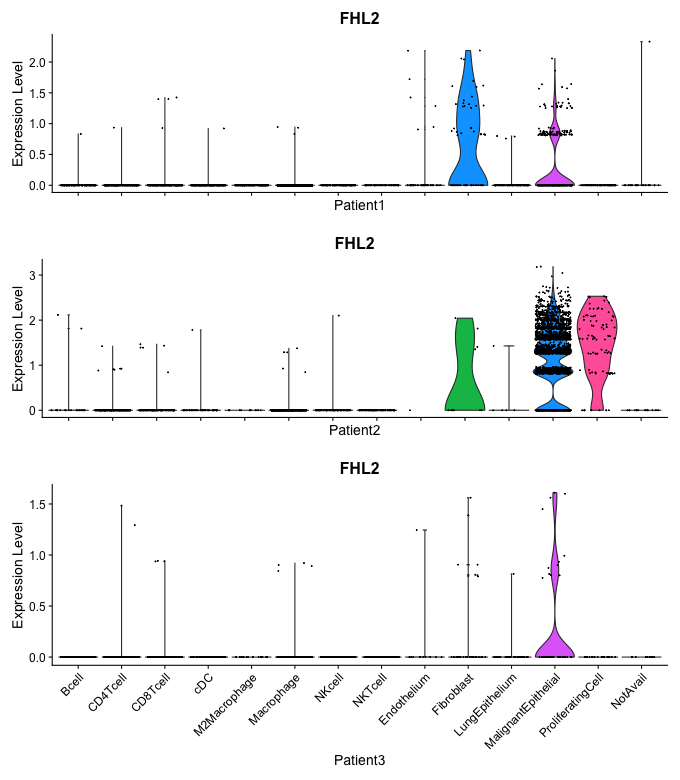 FHL2
Expression Level
2.0
1.5
1.0
0.5
0.0
Patient1
FHL2
Expression Level
3
2
1
0
Patient2
FHL2
Expression Level
1.5
1.0
0.5
0.0
Bcell
CD4Tcell
CD8Tcell
cDC
M2Macrophage
Macrophage
NKcell
NKTcell
Endothelium
Fibroblast
LungEpithelium
MalignantEpithelial
ProliferatingCell
NotAvail
Patient3